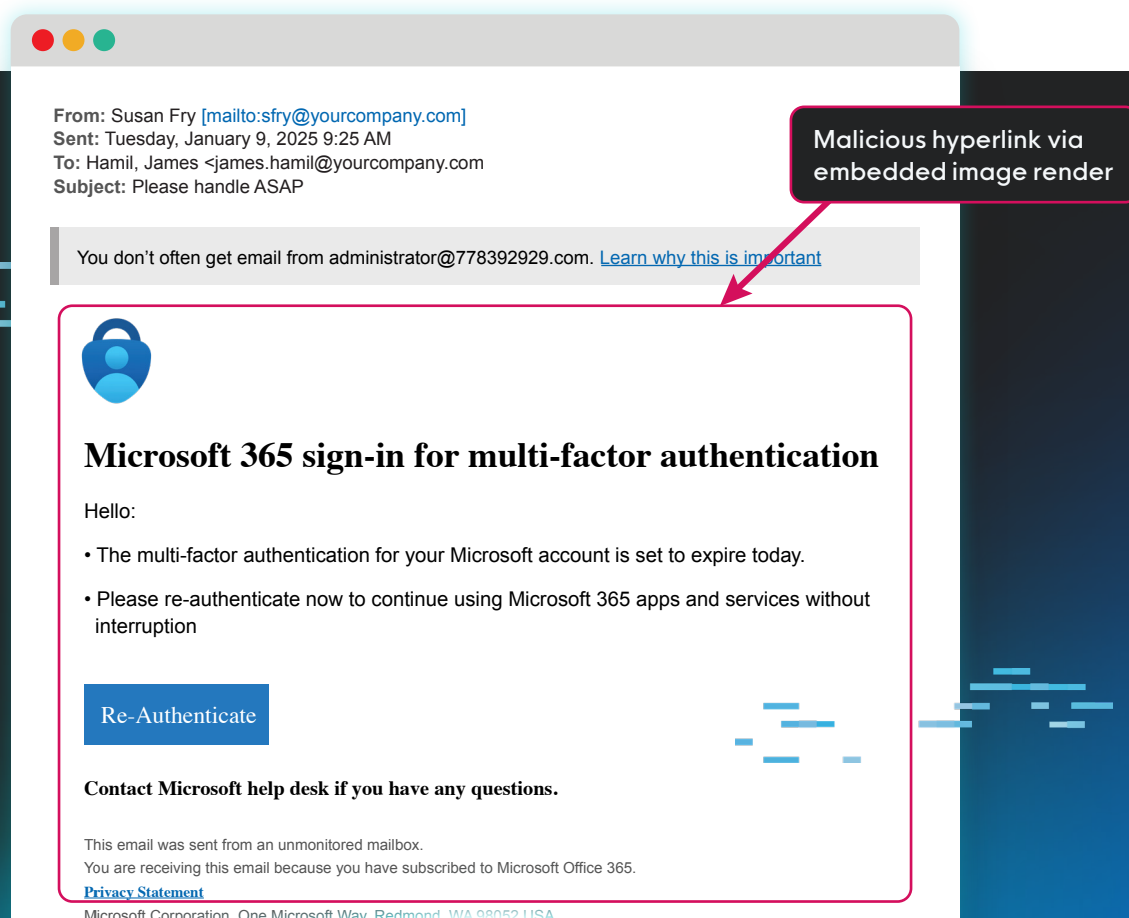 From: Susan Fry [mailto:sfry@yourcompany.com]
Sent: Tuesday, January 9, 2025 9:25 AM
To: Hamil, James <james.hamil@yourcompany.com
Subject: Please handle ASAP
Malicious hyperlink via
embedded image render
You don’t often get email from administrator@778392929.com. Learn why this is important
Microsoft 365 sign-in for multi-factor authentication
Hello:
• The multi-factor authentication for your Microsoft account is set to expire today.
• Please re-authenticate now to continue using Microsoft 365 apps and services without
interruption
Re-Authenticate
Contact Microsoft help desk if you have any questions.
This email was sent from an unmonitored mailbox.
You are receiving this email because you have subscribed to Microsoft Office 365.
Privacy Statement
Microsoft Corporation, One Microsoft Way, Redmond, WA 98052 USA